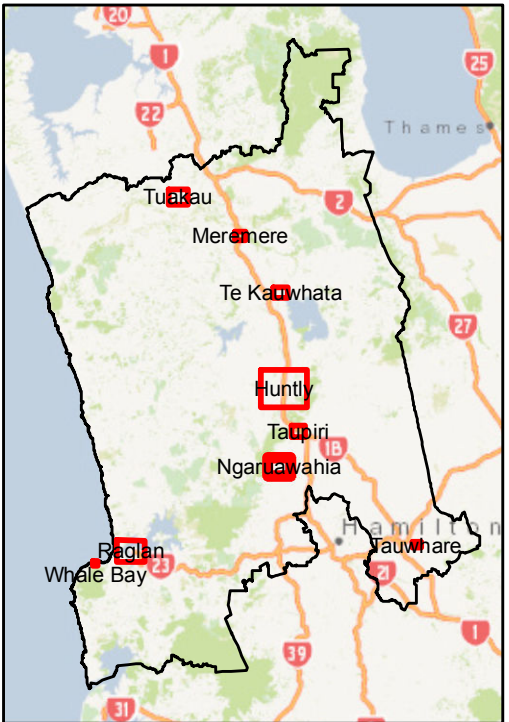 20
1
25
22
Thames
Tuakau
2
Meremere
Te Kauwhata
27
Huntly
Taupiri
1B
Ngaruawahia
Hamilton
Tauwhare
Raglan
23
Whale Bay
21
1
39
31